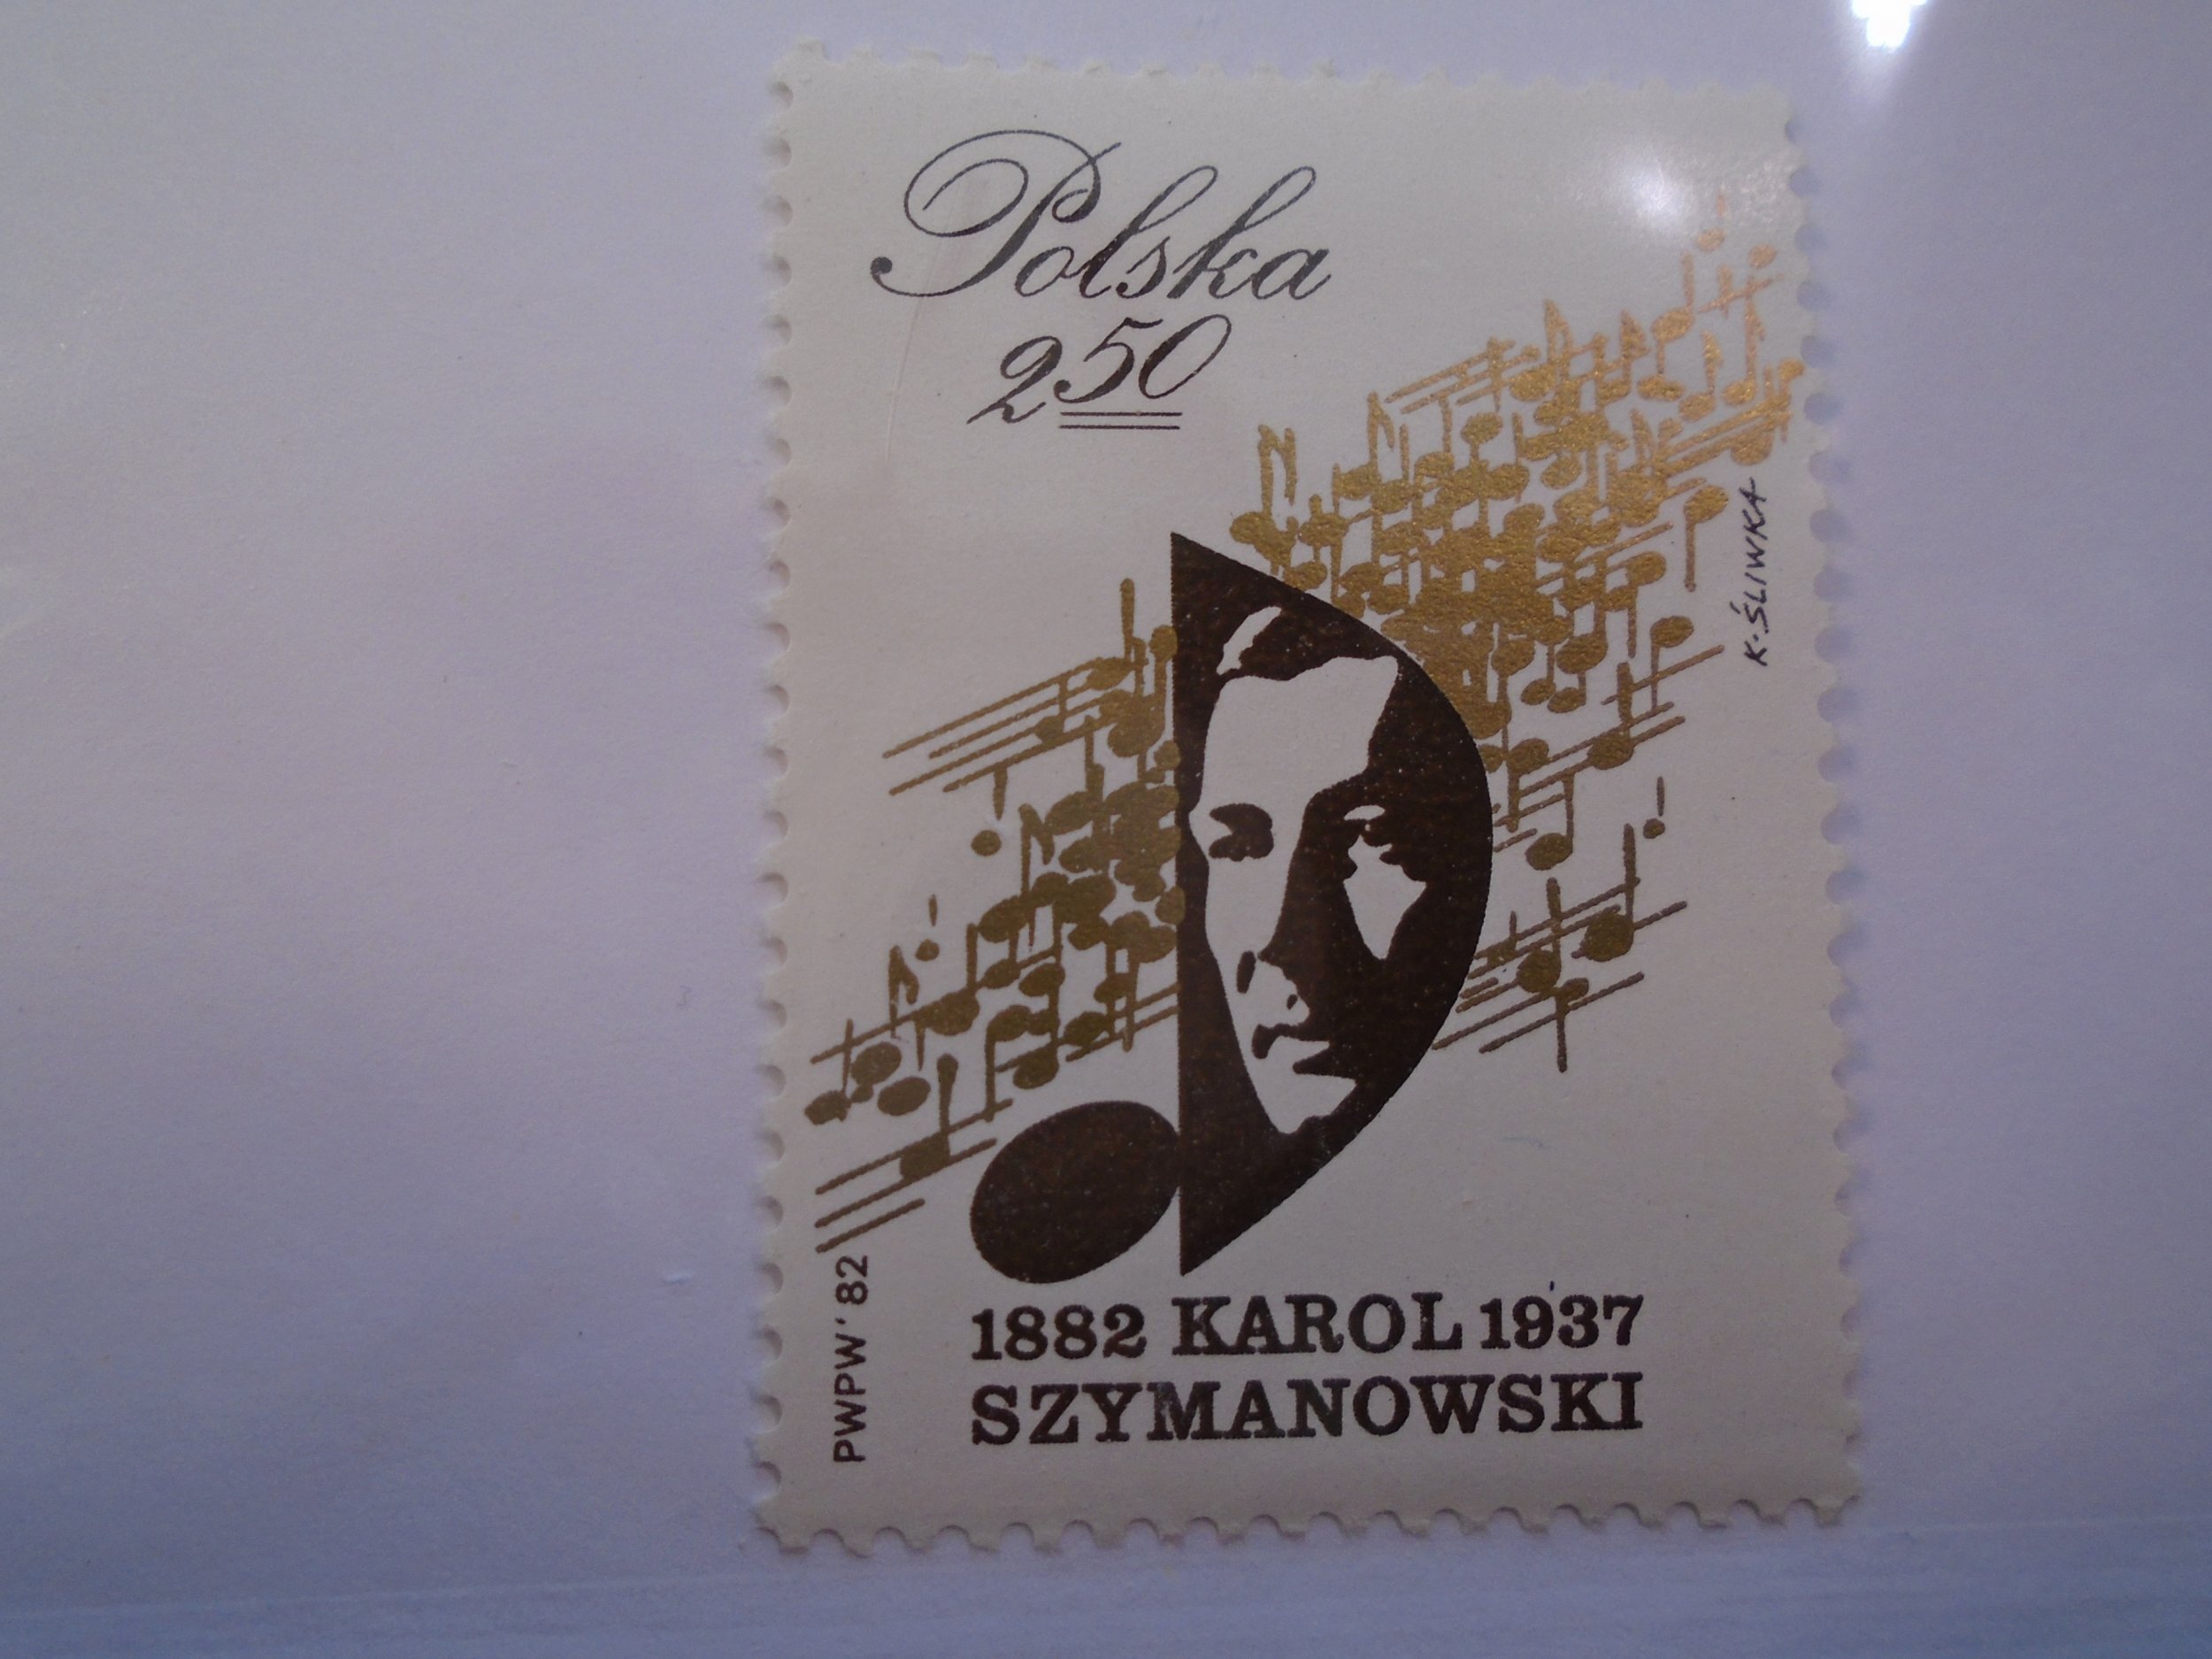 Polska
250
K. ŚLIWKA
PWPW' 82
1882 KAROL 1937
SZYMANOWSKI